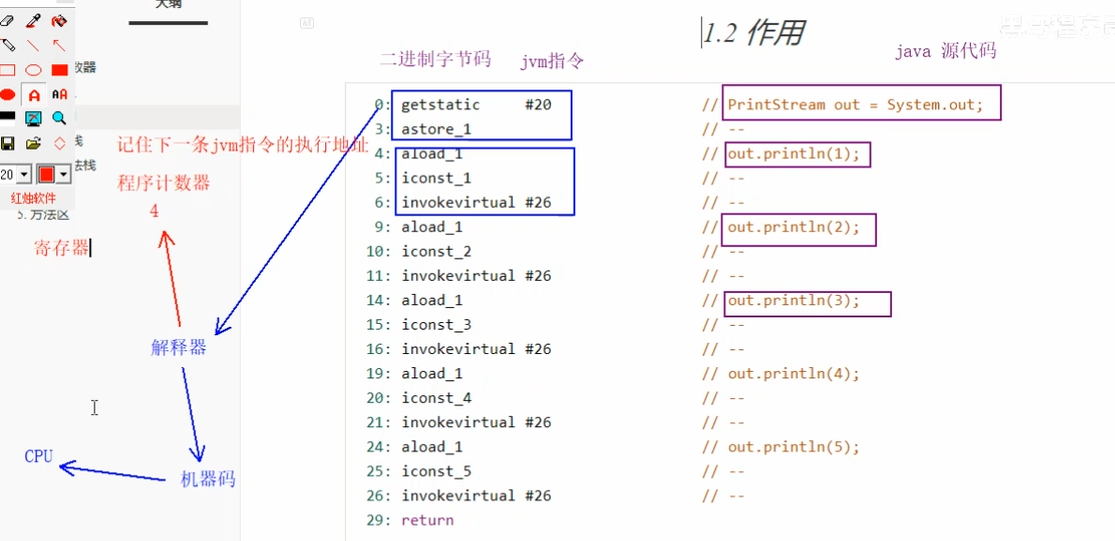 大纲
1.2 作用
二进制字节码 jvm指令
java 源代码
0: getstatic #20 // PrintStream out = System.out;
3: astore_1 // --
4: aload_1 // out.println(1);
5: iconst_1 // --
6: invokevirtual #26 // --
9: aload_1 // out.println(2);
10: iconst_2 // --
11: invokevirtual #26 // --
14: aload_1 // out.println(3);
15: iconst_3 // --
16: invokevirtual #26 // --
19: aload_1 // out.println(4);
20: iconst_4 // --
21: invokevirtual #26 // --
24: aload_1 // out.println(5);
25: iconst_5 // --
26: invokevirtual #26 // --
29: return
记住下一条jvm指令的执行地址
程序计数器
4
寄存器
解释器
机器码
CPU
数器
栈
法栈
20
红烛软件
5. 方法区
A
AA